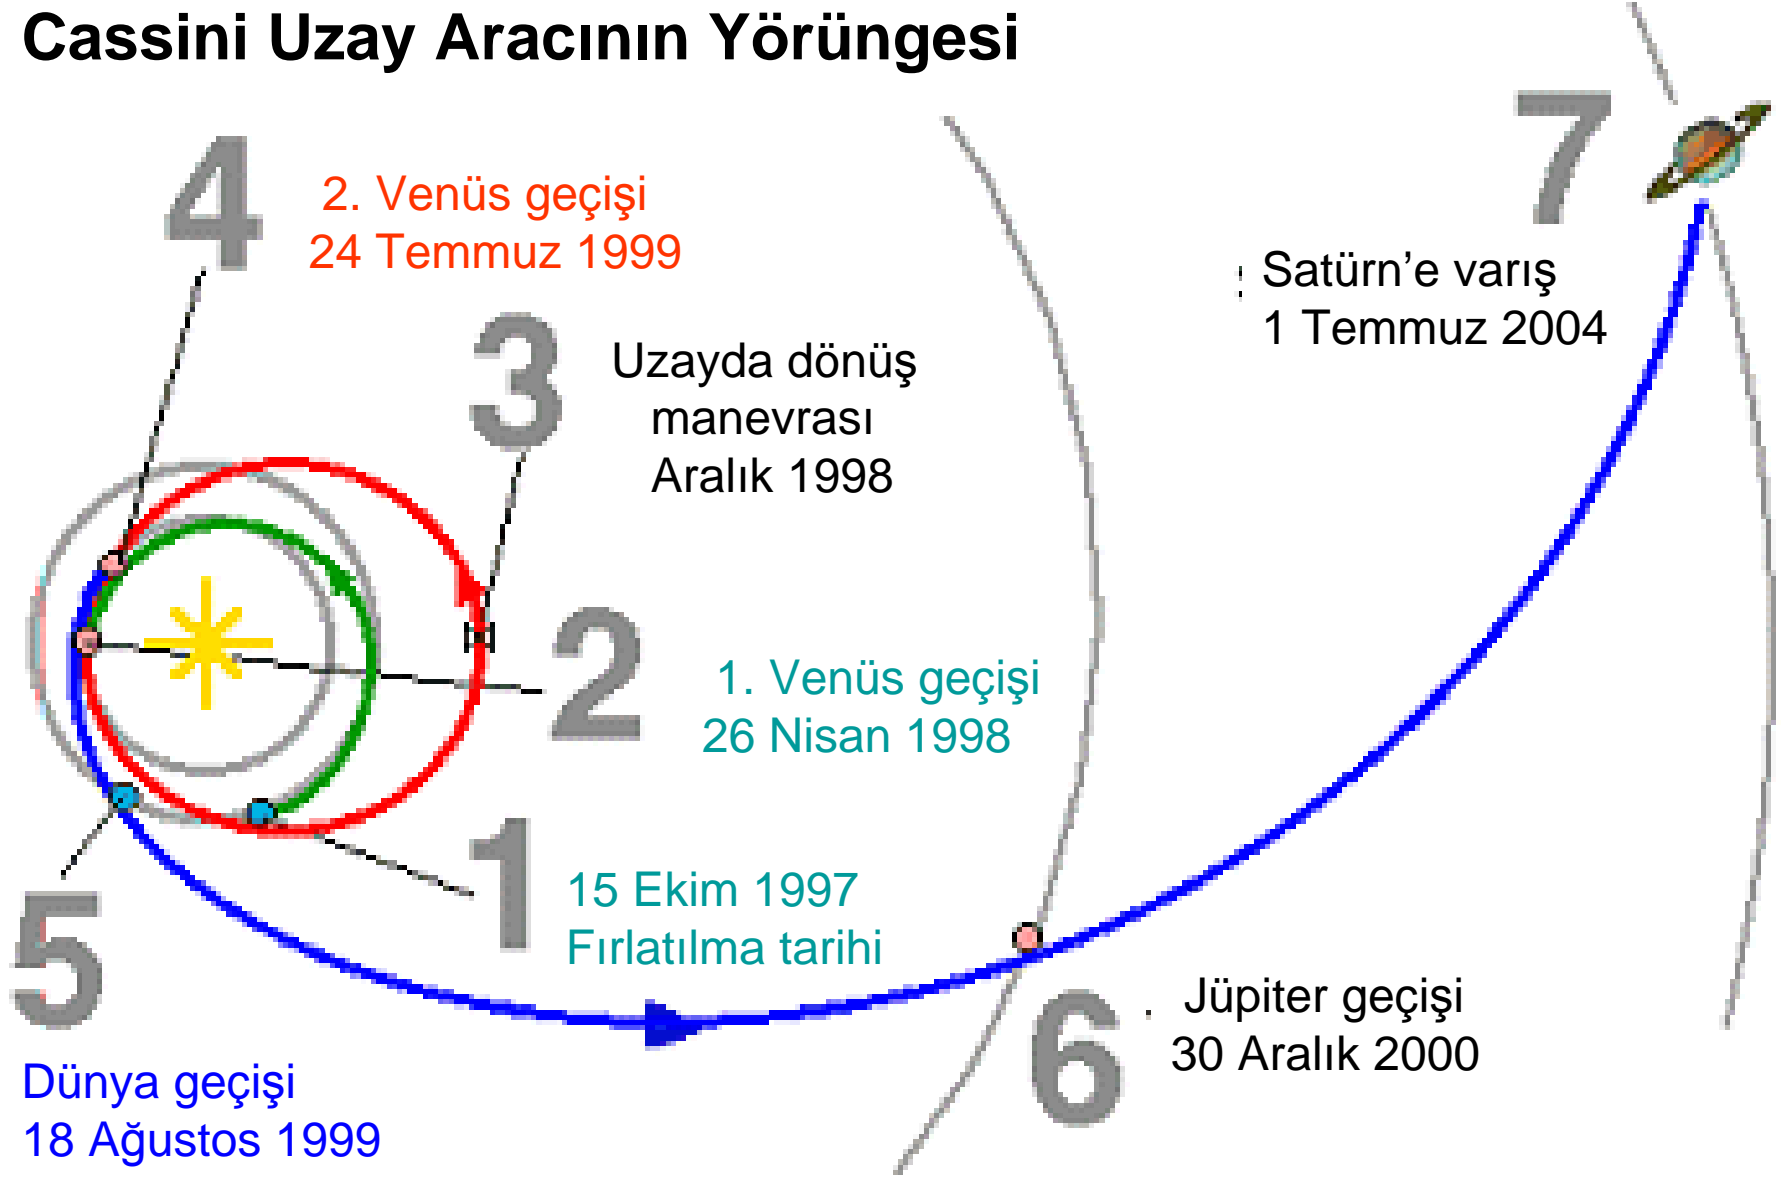 Cassini Uzay Aracının Yörüngesi
4
2. Venüs geçişi
24 Temmuz 1999
7
Satürn’e varış
1 Temmuz 2004
3
Uzayda dönüş
manevrası
Aralık 1998
2
1. Venüs geçişi
26 Nisan 1998
1
15 Ekim 1997
Fırlatılma tarihi
5
Dünya geçişi
18 Ağustos 1999
6
Jüpiter geçişi
30 Aralık 2000